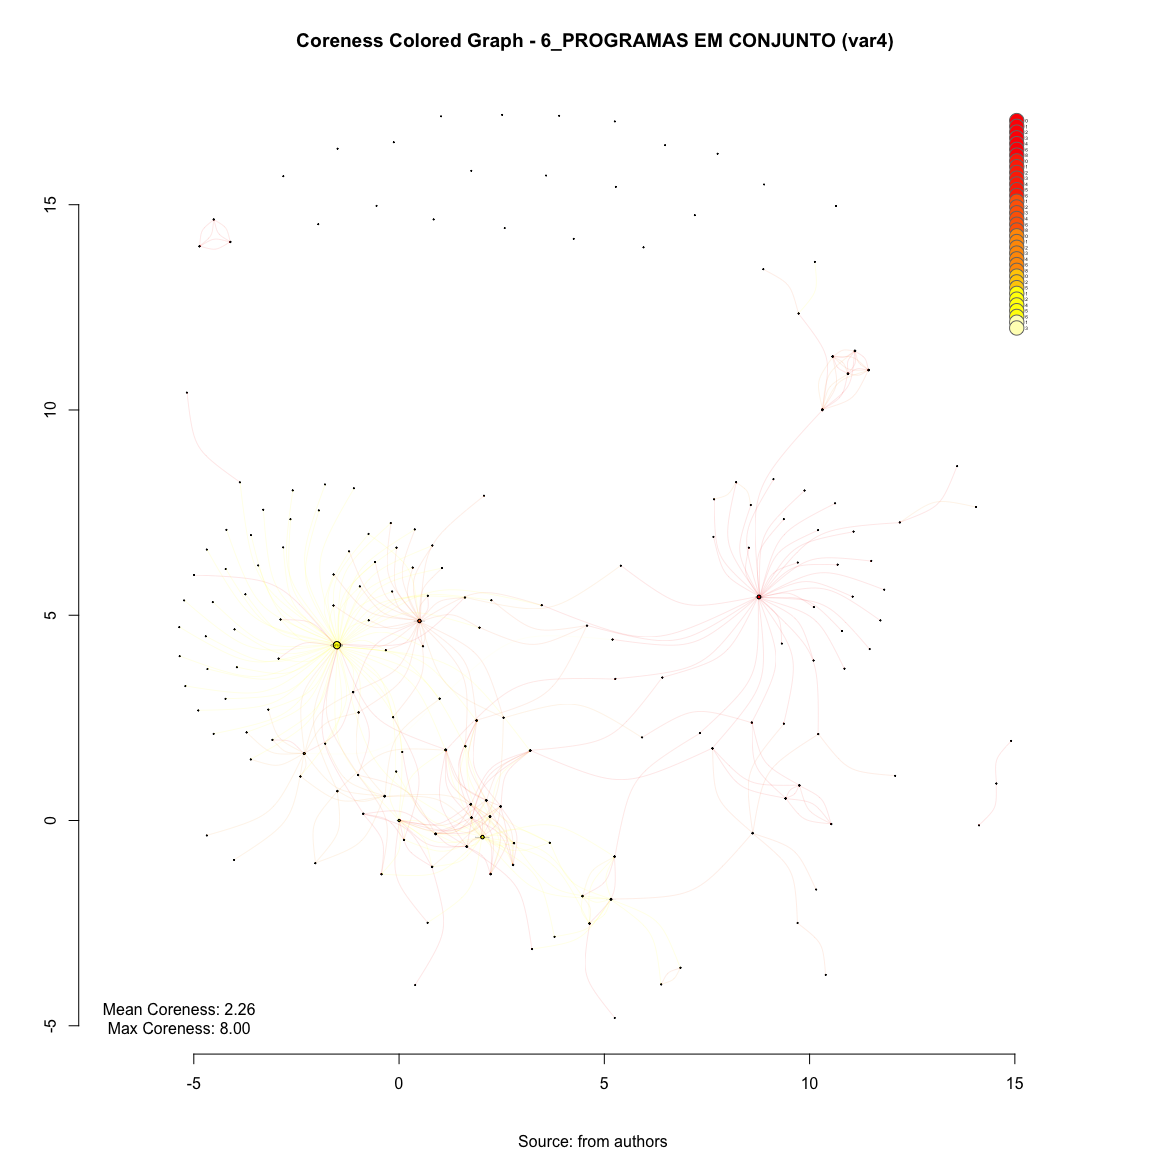 Coreness Colored Graph - 6_PROGRAMAS EM CONJUNTO (var4)
15
10
5
0
-5
Mean Coreness: 2.26
Max Coreness: 8.00
-5 0 5 10 15
Source: from authors